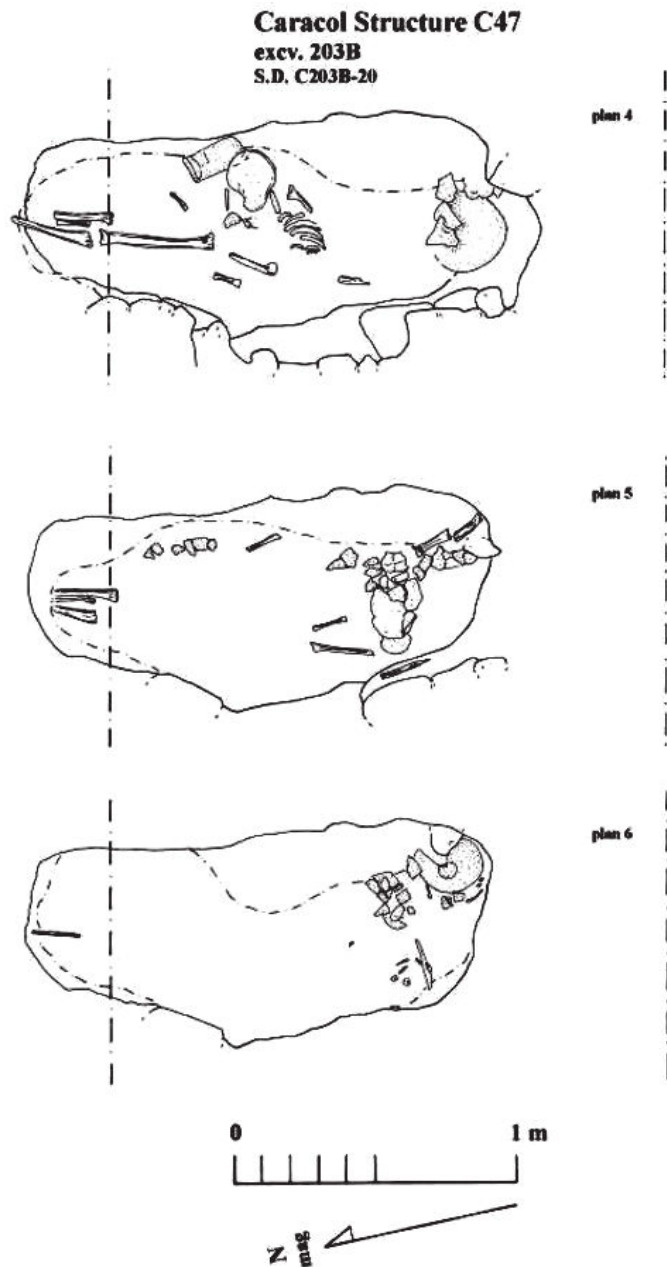 Caracol Structure C47
excv. 203B
S.D. C203B-20
plan 4
plan 5
plan 6
0 1 m
N
mag